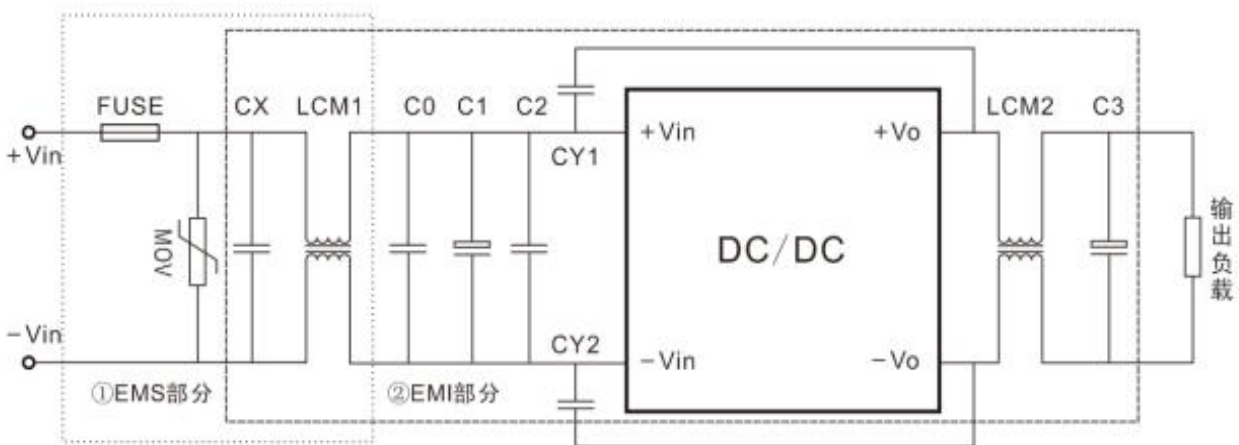 FUSE
CX
LCM1
C0
C1
C2
LCM2
C3
+Vin
CY1
+Vin
+Vo
MOV
DC/DC
输出负载
-Vin
CY2
-Vin
-Vo
①EMS部分
②EMI部分